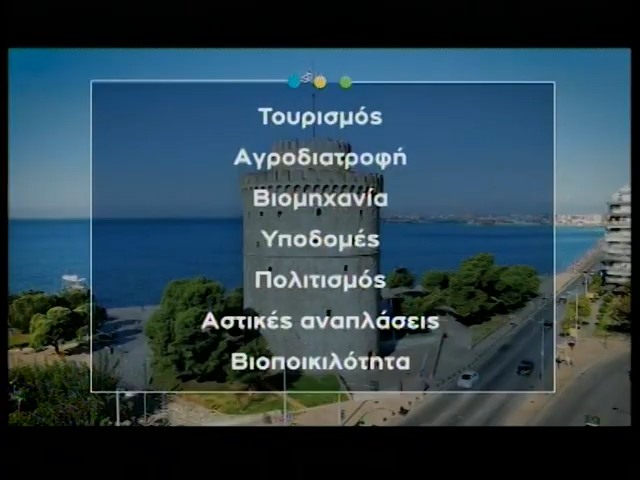 Τουρισμός
Αγροδιατροφή
Βιομηχανία
Υποδομές
Πολιτισμός
Αστικές αναπλάσεις
Βιοποικιλότητα